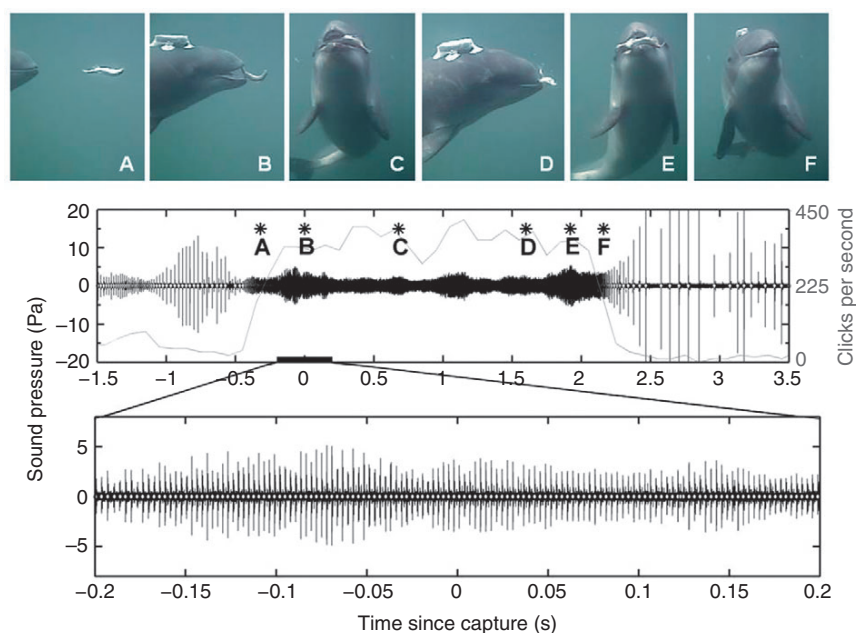 A B C D E F
Sound pressure (Pa)
20
10
0
−10
−20
A B C D E F
450
225
0
Clicks per second
−1.5 −1 −0.5 0 0.5 1 1.5 2 2.5 3 3.5
5
0
−5
−0.2 −0.15 −0.1 −0.05 0 0.05 0.1 0.15 0.2
Time since capture (s)